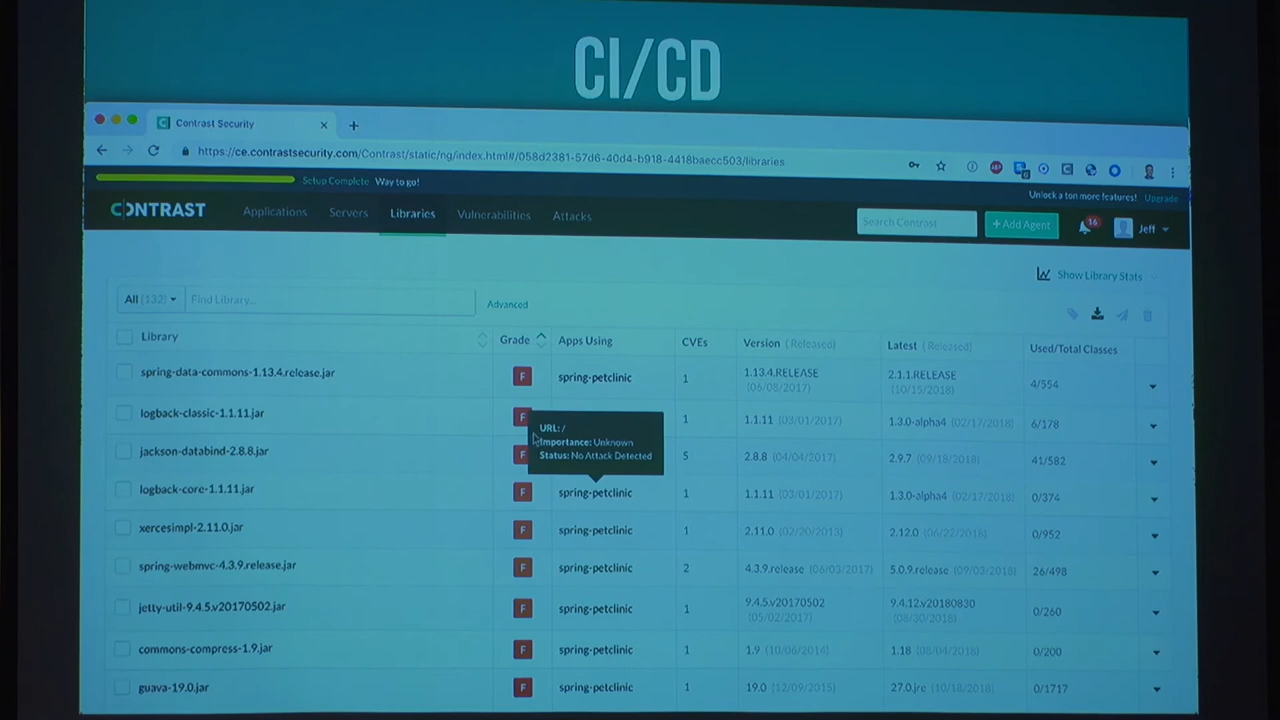 CI/CD
Contrast Security
https://ce.contrastsecurity.com/Contrast/static/ng/index.html#/058d2381-57d6-40d4-b918-4418baecc503/libraries
Setup Complete Way to go!
Unlock a ton more features! Upgrade
CONTRAST Applications Servers Libraries Vulnerabilities Attacks Search Contrast + Add Agent 16 Jeff
Show Library Stats
All (132) Find Library... Advanced
Library Grade Apps Using CVEs Version (Released) Latest (Released) Used/Total Classes
spring-data-commons-1.13.4.release.jar F spring-petclinic 1 1.13.4.RELEASE (06/08/2017) 2.1.1.RELEASE (10/15/2018) 4/554
logback-classic-1.1.11.jar F 1 1.1.11 (03/01/2017) 1.3.0-alpha4 (02/17/2018) 6/178
URL: /
Importance: Unknown
Status: No Attack Detected
jackson-databind-2.8.8.jar F 5 2.8.8 (04/04/2017) 2.9.7 (09/18/2018) 41/582
logback-core-1.1.11.jar F spring-petclinic 1 1.1.11 (03/01/2017) 1.3.0-alpha4 (02/17/2018) 0/374
xercesimpl-2.11.0.jar F spring-petclinic 1 2.11.0 (02/20/2013) 2.12.0 (06/22/2018) 0/952
spring-webmvc-4.3.9.release.jar F spring-petclinic 2 4.3.9.release (06/03/2017) 5.0.9.release (09/03/2018) 26/498
jetty-util-9.4.5.v20170502.jar F spring-petclinic 1 9.4.5.v20170502 (05/02/2017) 9.4.12.v20180830 (08/30/2018) 0/260
commons-compress-1.9.jar F spring-petclinic 1 1.9 (10/06/2014) 1.18 (08/04/2018) 0/200
guava-19.0.jar F spring-petclinic 1 19.0 (12/09/2015) 27.0.jre (10/18/2018) 0/1717